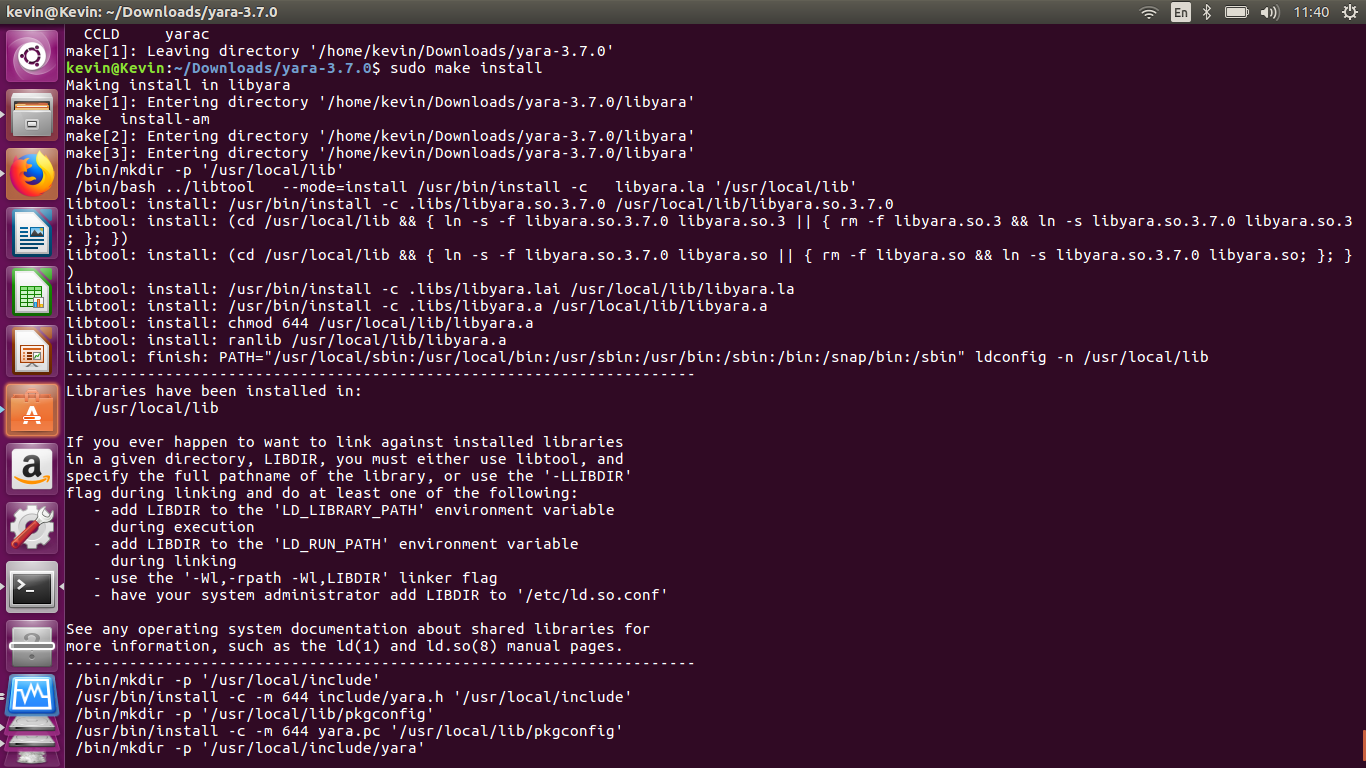 kevin@Kevin: ~/Downloads/yara-3.7.0
En
11:40
  CCLD     yarac
make[1]: Leaving directory '/home/kevin/Downloads/yara-3.7.0'
kevin@Kevin:~/Downloads/yara-3.7.0$ sudo make install
Making install in libyara
make[1]: Entering directory '/home/kevin/Downloads/yara-3.7.0/libyara'
make  install-am
make[2]: Entering directory '/home/kevin/Downloads/yara-3.7.0/libyara'
make[3]: Entering directory '/home/kevin/Downloads/yara-3.7.0/libyara'
 /bin/mkdir -p '/usr/local/lib'
 /bin/bash ../libtool   --mode=install /usr/bin/install -c   libyara.la '/usr/local/lib'
libtool: install: /usr/bin/install -c .libs/libyara.so.3.7.0 /usr/local/lib/libyara.so.3.7.0
libtool: install: (cd /usr/local/lib && { ln -s -f libyara.so.3.7.0 libyara.so.3 || { rm -f libyara.so.3 && ln -s libyara.so.3.7.0 libyara.so.3
; }; })
libtool: install: (cd /usr/local/lib && { ln -s -f libyara.so.3.7.0 libyara.so || { rm -f libyara.so && ln -s libyara.so.3.7.0 libyara.so; }; }
)
libtool: install: /usr/bin/install -c .libs/libyara.lai /usr/local/lib/libyara.la
libtool: install: /usr/bin/install -c .libs/libyara.a /usr/local/lib/libyara.a
libtool: install: chmod 644 /usr/local/lib/libyara.a
libtool: install: ranlib /usr/local/lib/libyara.a
libtool: finish: PATH="/usr/local/sbin:/usr/local/bin:/usr/sbin:/usr/bin:/sbin:/bin:/snap/bin:/sbin" ldconfig -n /usr/local/lib
----------------------------------------------------------------------
Libraries have been installed in:
   /usr/local/lib

If you ever happen to want to link against installed libraries
in a given directory, LIBDIR, you must either use libtool, and
specify the full pathname of the library, or use the '-LLIBDIR'
flag during linking and do at least one of the following:
   - add LIBDIR to the 'LD_LIBRARY_PATH' environment variable
     during execution
   - add LIBDIR to the 'LD_RUN_PATH' environment variable
     during linking
   - use the '-Wl,-rpath -Wl,LIBDIR' linker flag
   - have your system administrator add LIBDIR to '/etc/ld.so.conf'

See any operating system documentation about shared libraries for
more information, such as the ld(1) and ld.so(8) manual pages.
----------------------------------------------------------------------
 /bin/mkdir -p '/usr/local/include'
 /usr/bin/install -c -m 644 include/yara.h '/usr/local/include'
 /bin/mkdir -p '/usr/local/lib/pkgconfig'
 /usr/bin/install -c -m 644 yara.pc '/usr/local/lib/pkgconfig'
 /bin/mkdir -p '/usr/local/include/yara'